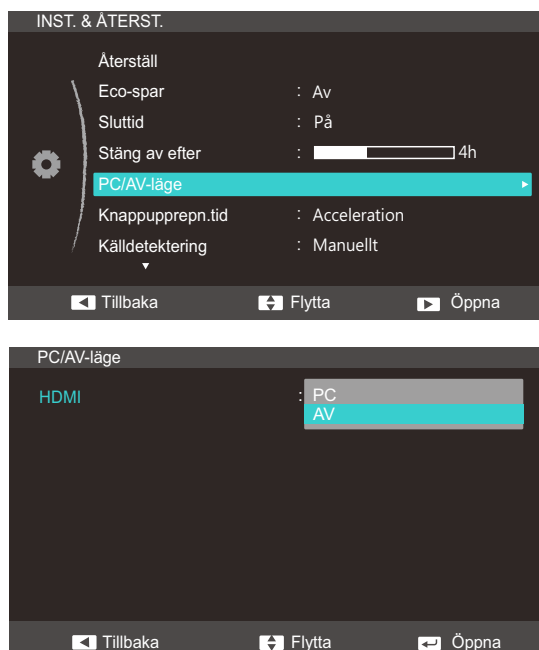 INST. & ÅTERST.
Återställ
Eco-spar : Av
Sluttid : På
Stäng av efter : 4h
PC/AV-läge
Knappupprepn.tid : Acceleration
Källdetektering : Manuellt
Tillbaka Flytta Öppna
PC/AV-läge
HDMI : PC
AV
Tillbaka Flytta Öppna